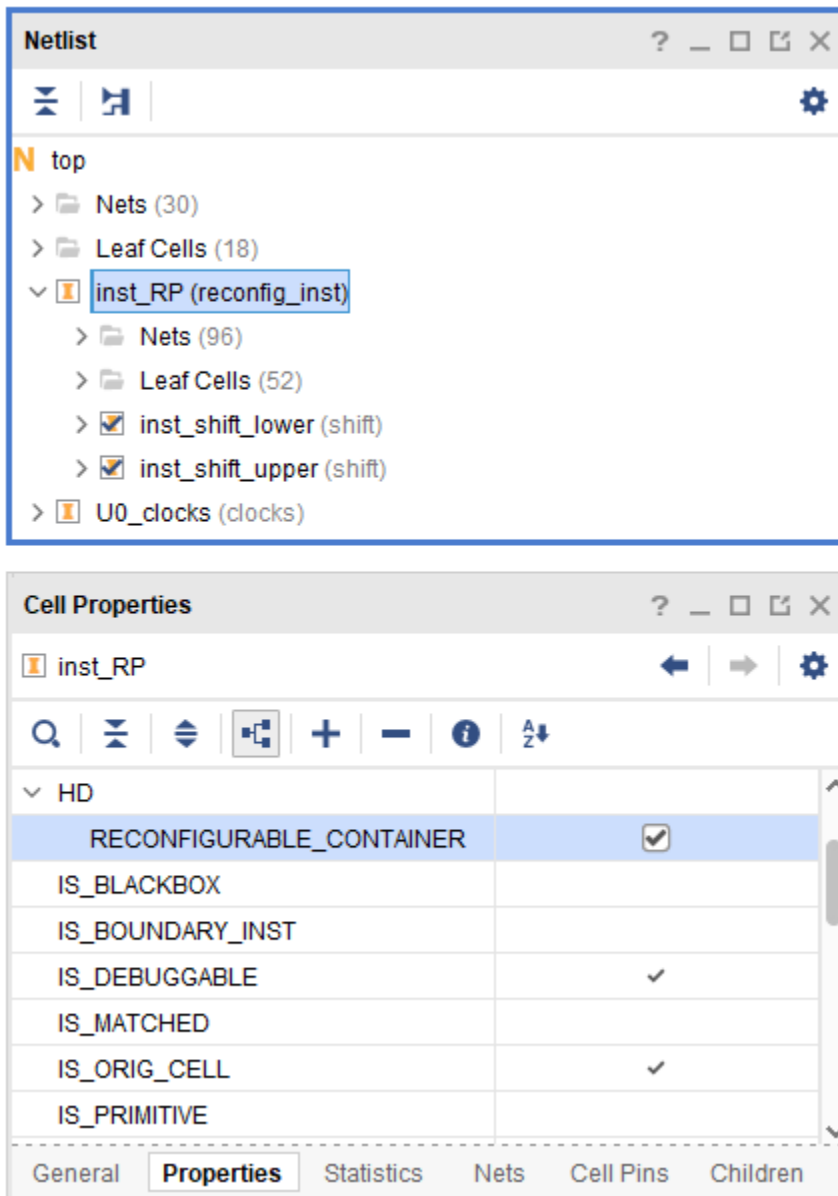 Netlist
N top
Nets (30)
Leaf Cells (18)
inst_RP (reconfig_inst)
Nets (96)
Leaf Cells (52)
inst_shift_lower (shift)
inst_shift_upper (shift)
U0_clocks (clocks)
Cell Properties
inst_RP
HD
RECONFIGURABLE_CONTAINER
IS_BLACKBOX
IS_BOUNDARY_INST
IS_DEBUGGABLE
IS_MATCHED
IS_ORIG_CELL
IS_PRIMITIVE
General Properties Statistics Nets Cell Pins Children